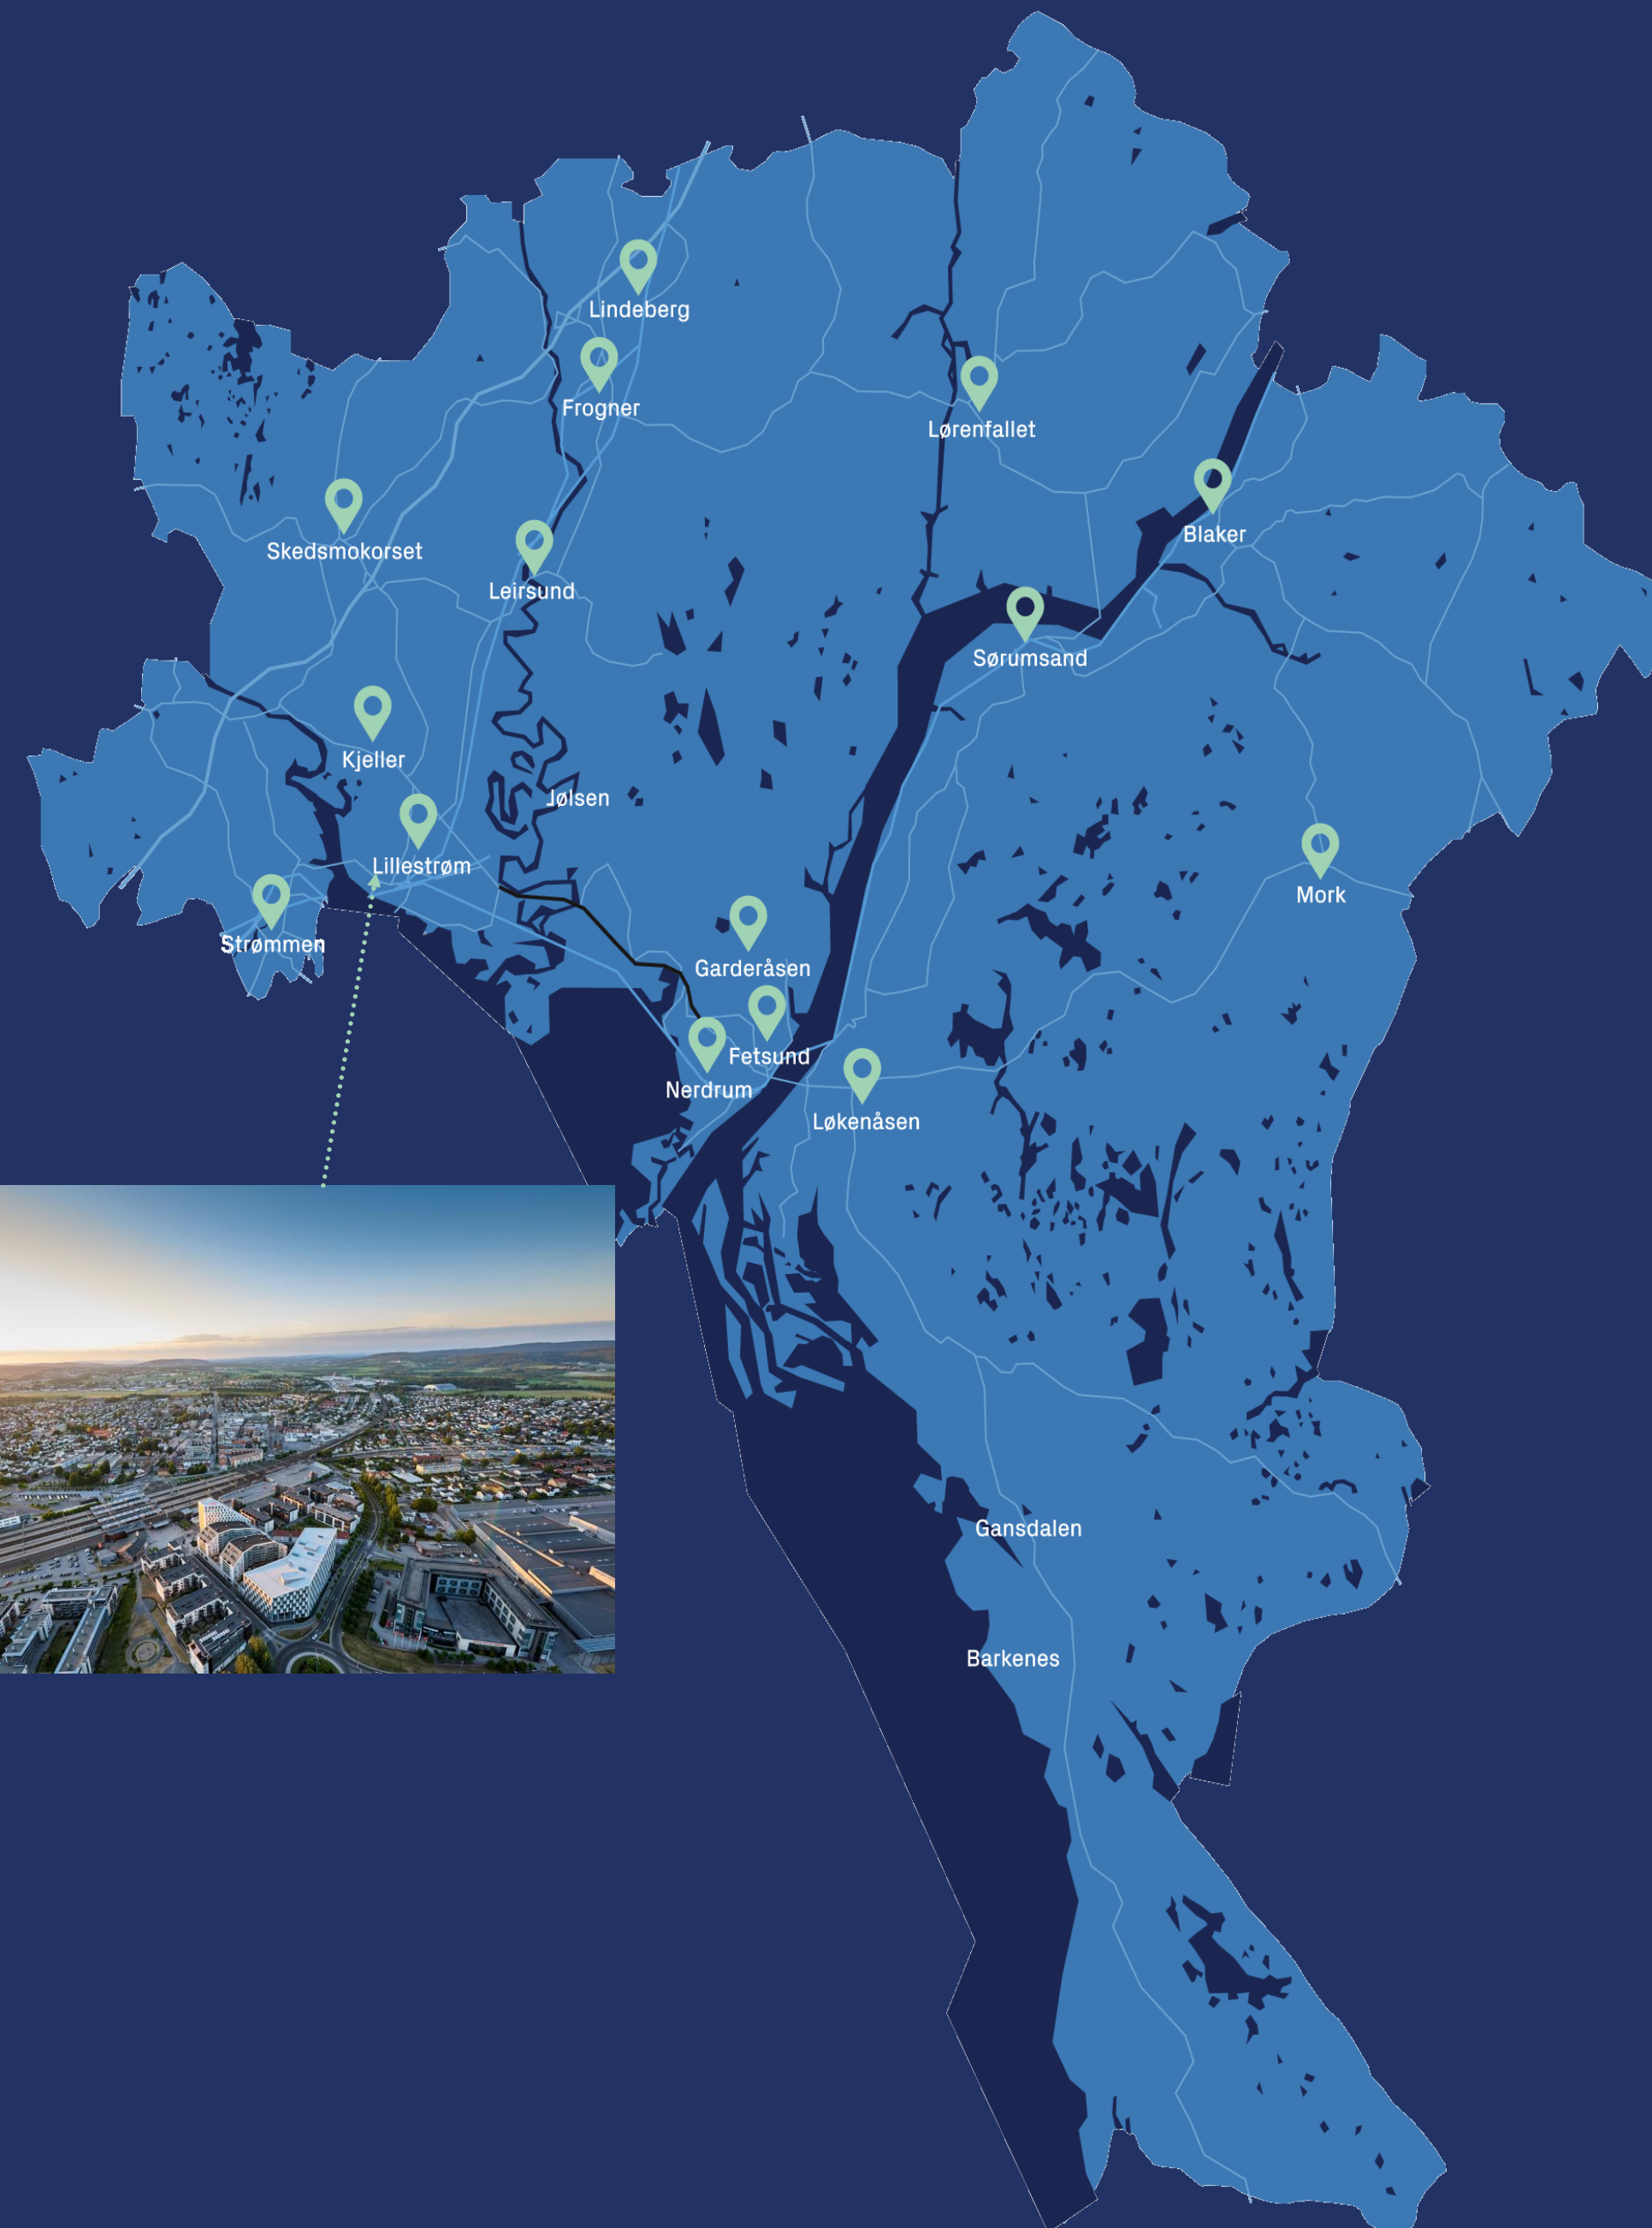 Lindeberg
Frogner
Lørenfallet
Blaker
Skedsmokorset
Leirsund
Sørumsand
Kjeller
Jølsen
Lillestrøm
Mork
Strømmen
Garderåsen
Fetsund
Nerdrum
Løkenåsen
Gansdalen
Barkenes